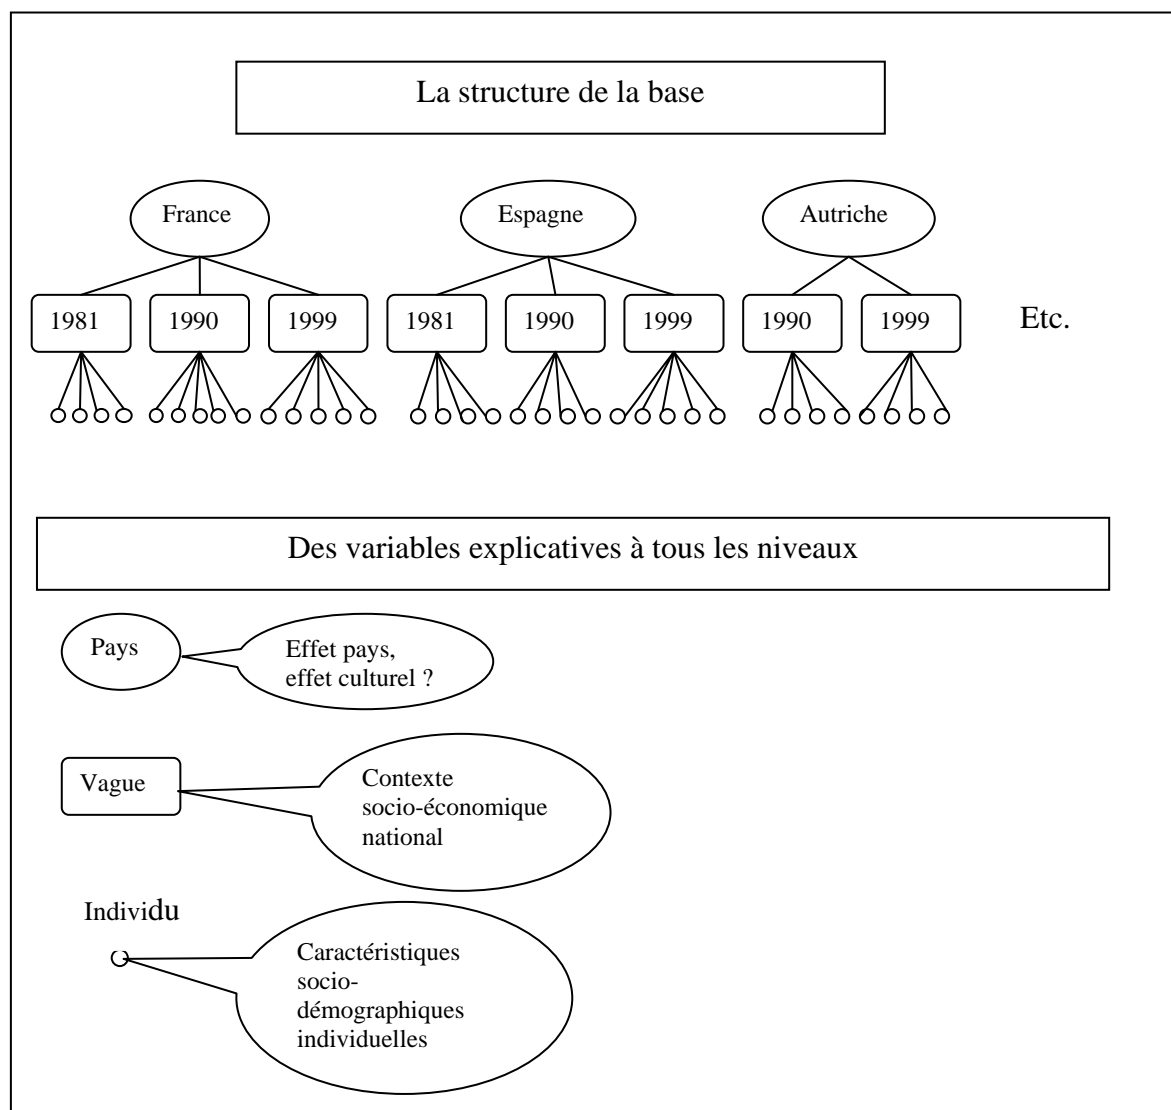 La structure de la base
France Espagne Autriche
1981 1990 1999 1981 1990 1999 1990 1999 Etc.
Des variables explicatives à tous les niveaux
Pays
Effet pays,
effet culturel ?
Vague
Contexte
socio-économique
national
Individu
Caractéristiques
socio-
démographiques
individuelles